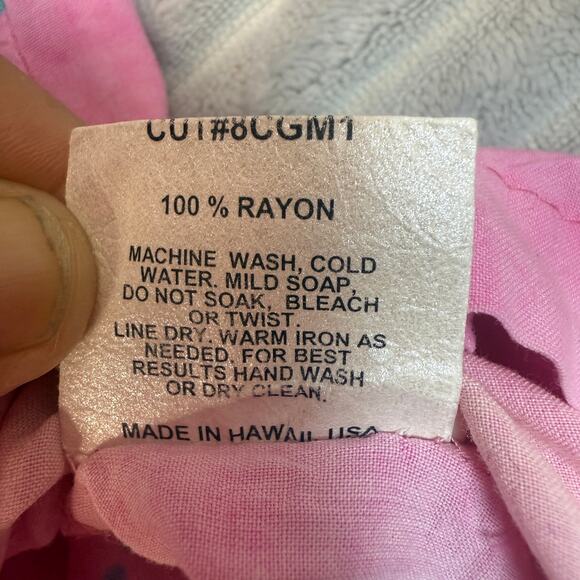 CUT#8CGM1
100 % RAYON
MACHINE WASH, COLD
WATER. MILD SOAP,
DO NOT SOAK, BLEACH
OR TWIST.
LINE DRY. WARM IRON AS
NEEDED. FOR BEST
RESULTS HAND WASH
OR DRY CLEAN.
MADE IN HAWAII, USA